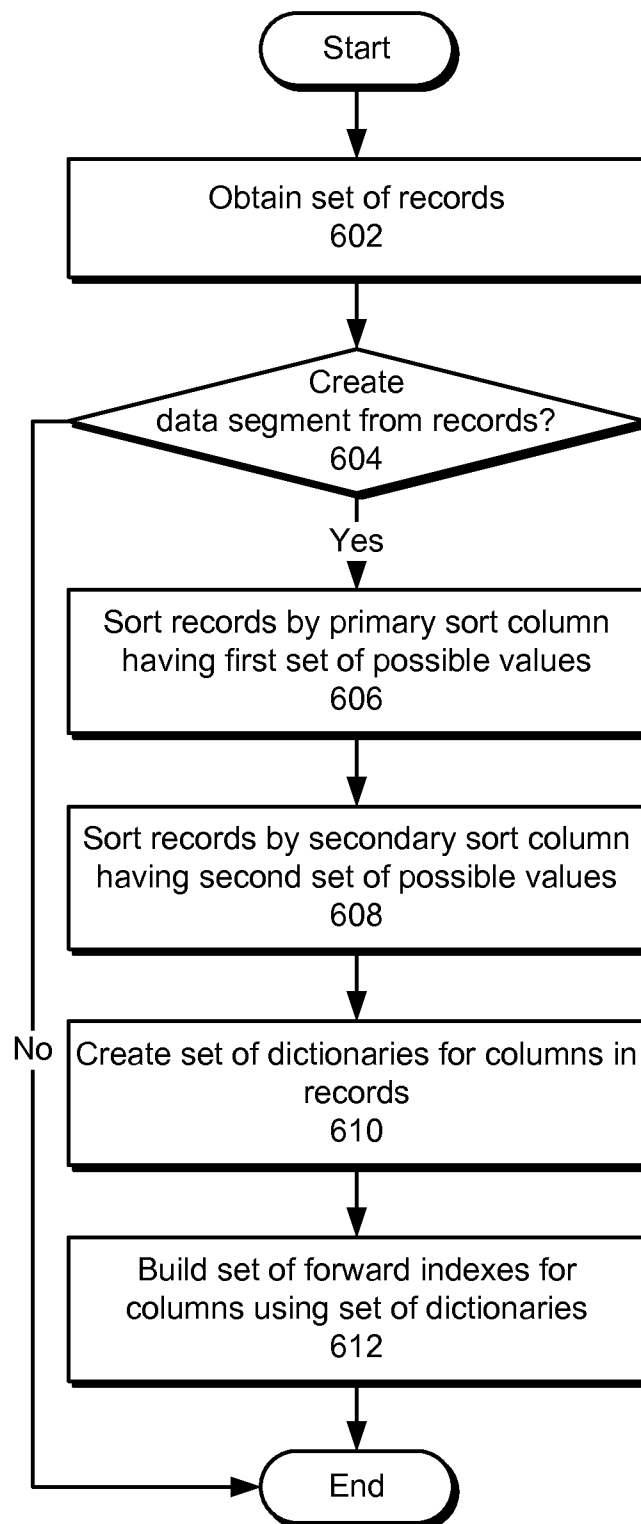 Start
Obtain set of records
602
Create
data segment from records?
604
Yes
Sort records by primary sort column
having first set of possible values
606
Sort records by secondary sort column
having second set of possible values
608
No
Create set of dictionaries for columns in
records
610
Build set of forward indexes for
columns using set of dictionaries
612
End